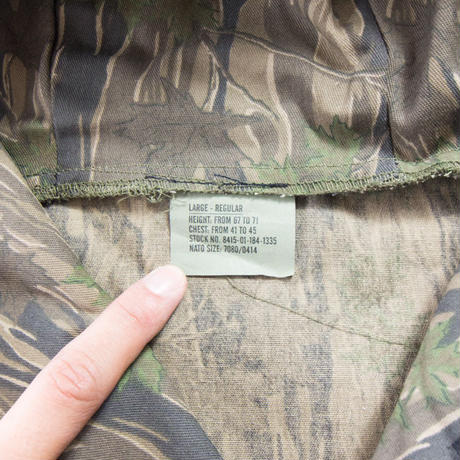 LARGE - REGULAR
HEIGHT: FROM 67 TO 71
CHEST: FROM 41 TO 45
STOCK NO. 8415-01-184-1335
NATO SIZE: 7080/0414